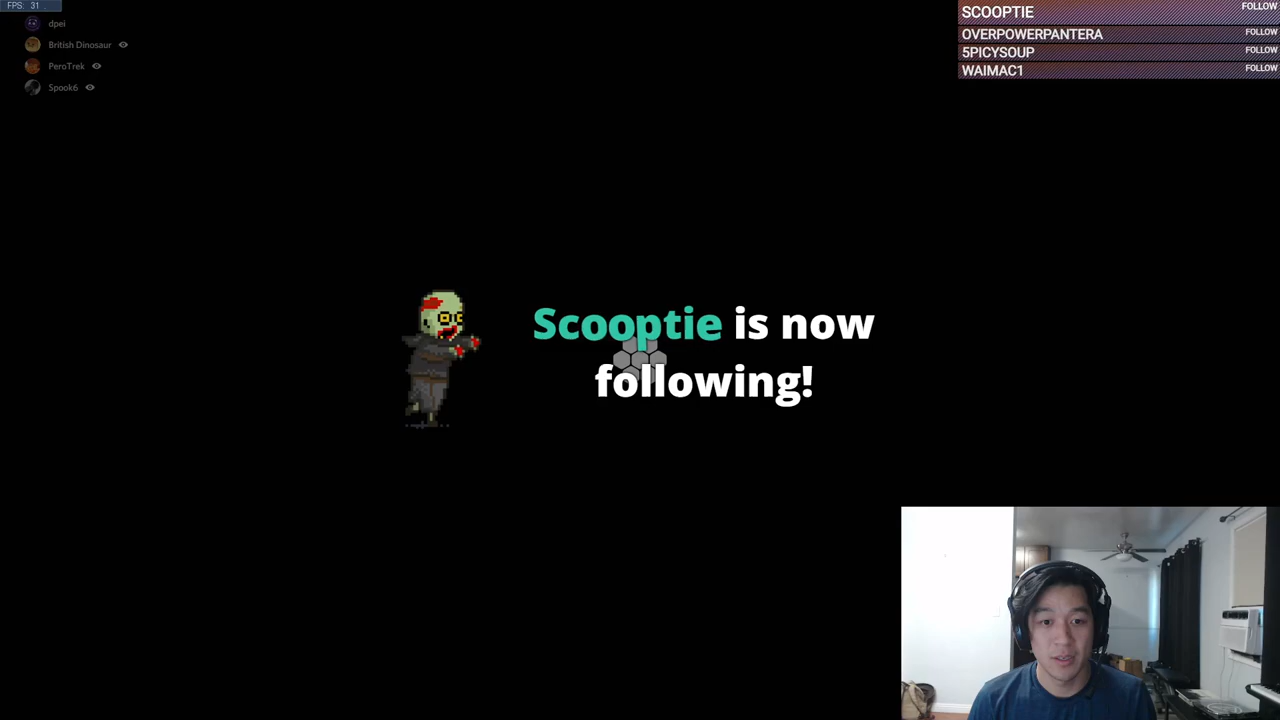 FPS: 31
dpei
British Dinosaur
PeroTrek
Spook6
SCOOPTIE FOLLOW
OVERPOWERPANTERA FOLLOW
5PICYSOUP FOLLOW
WAIMAC1 FOLLOW
Scooptie is now
following!